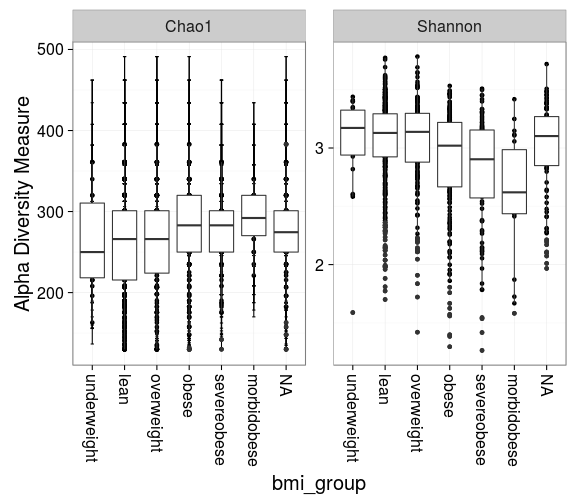 Chao1
Shannon
Alpha Diversity Measure
500
400
300
200
3
2
underweight
lean
overweight
obese
severeobese
morbidobese
NA
underweight
lean
overweight
obese
severeobese
morbidobese
NA
bmi_group